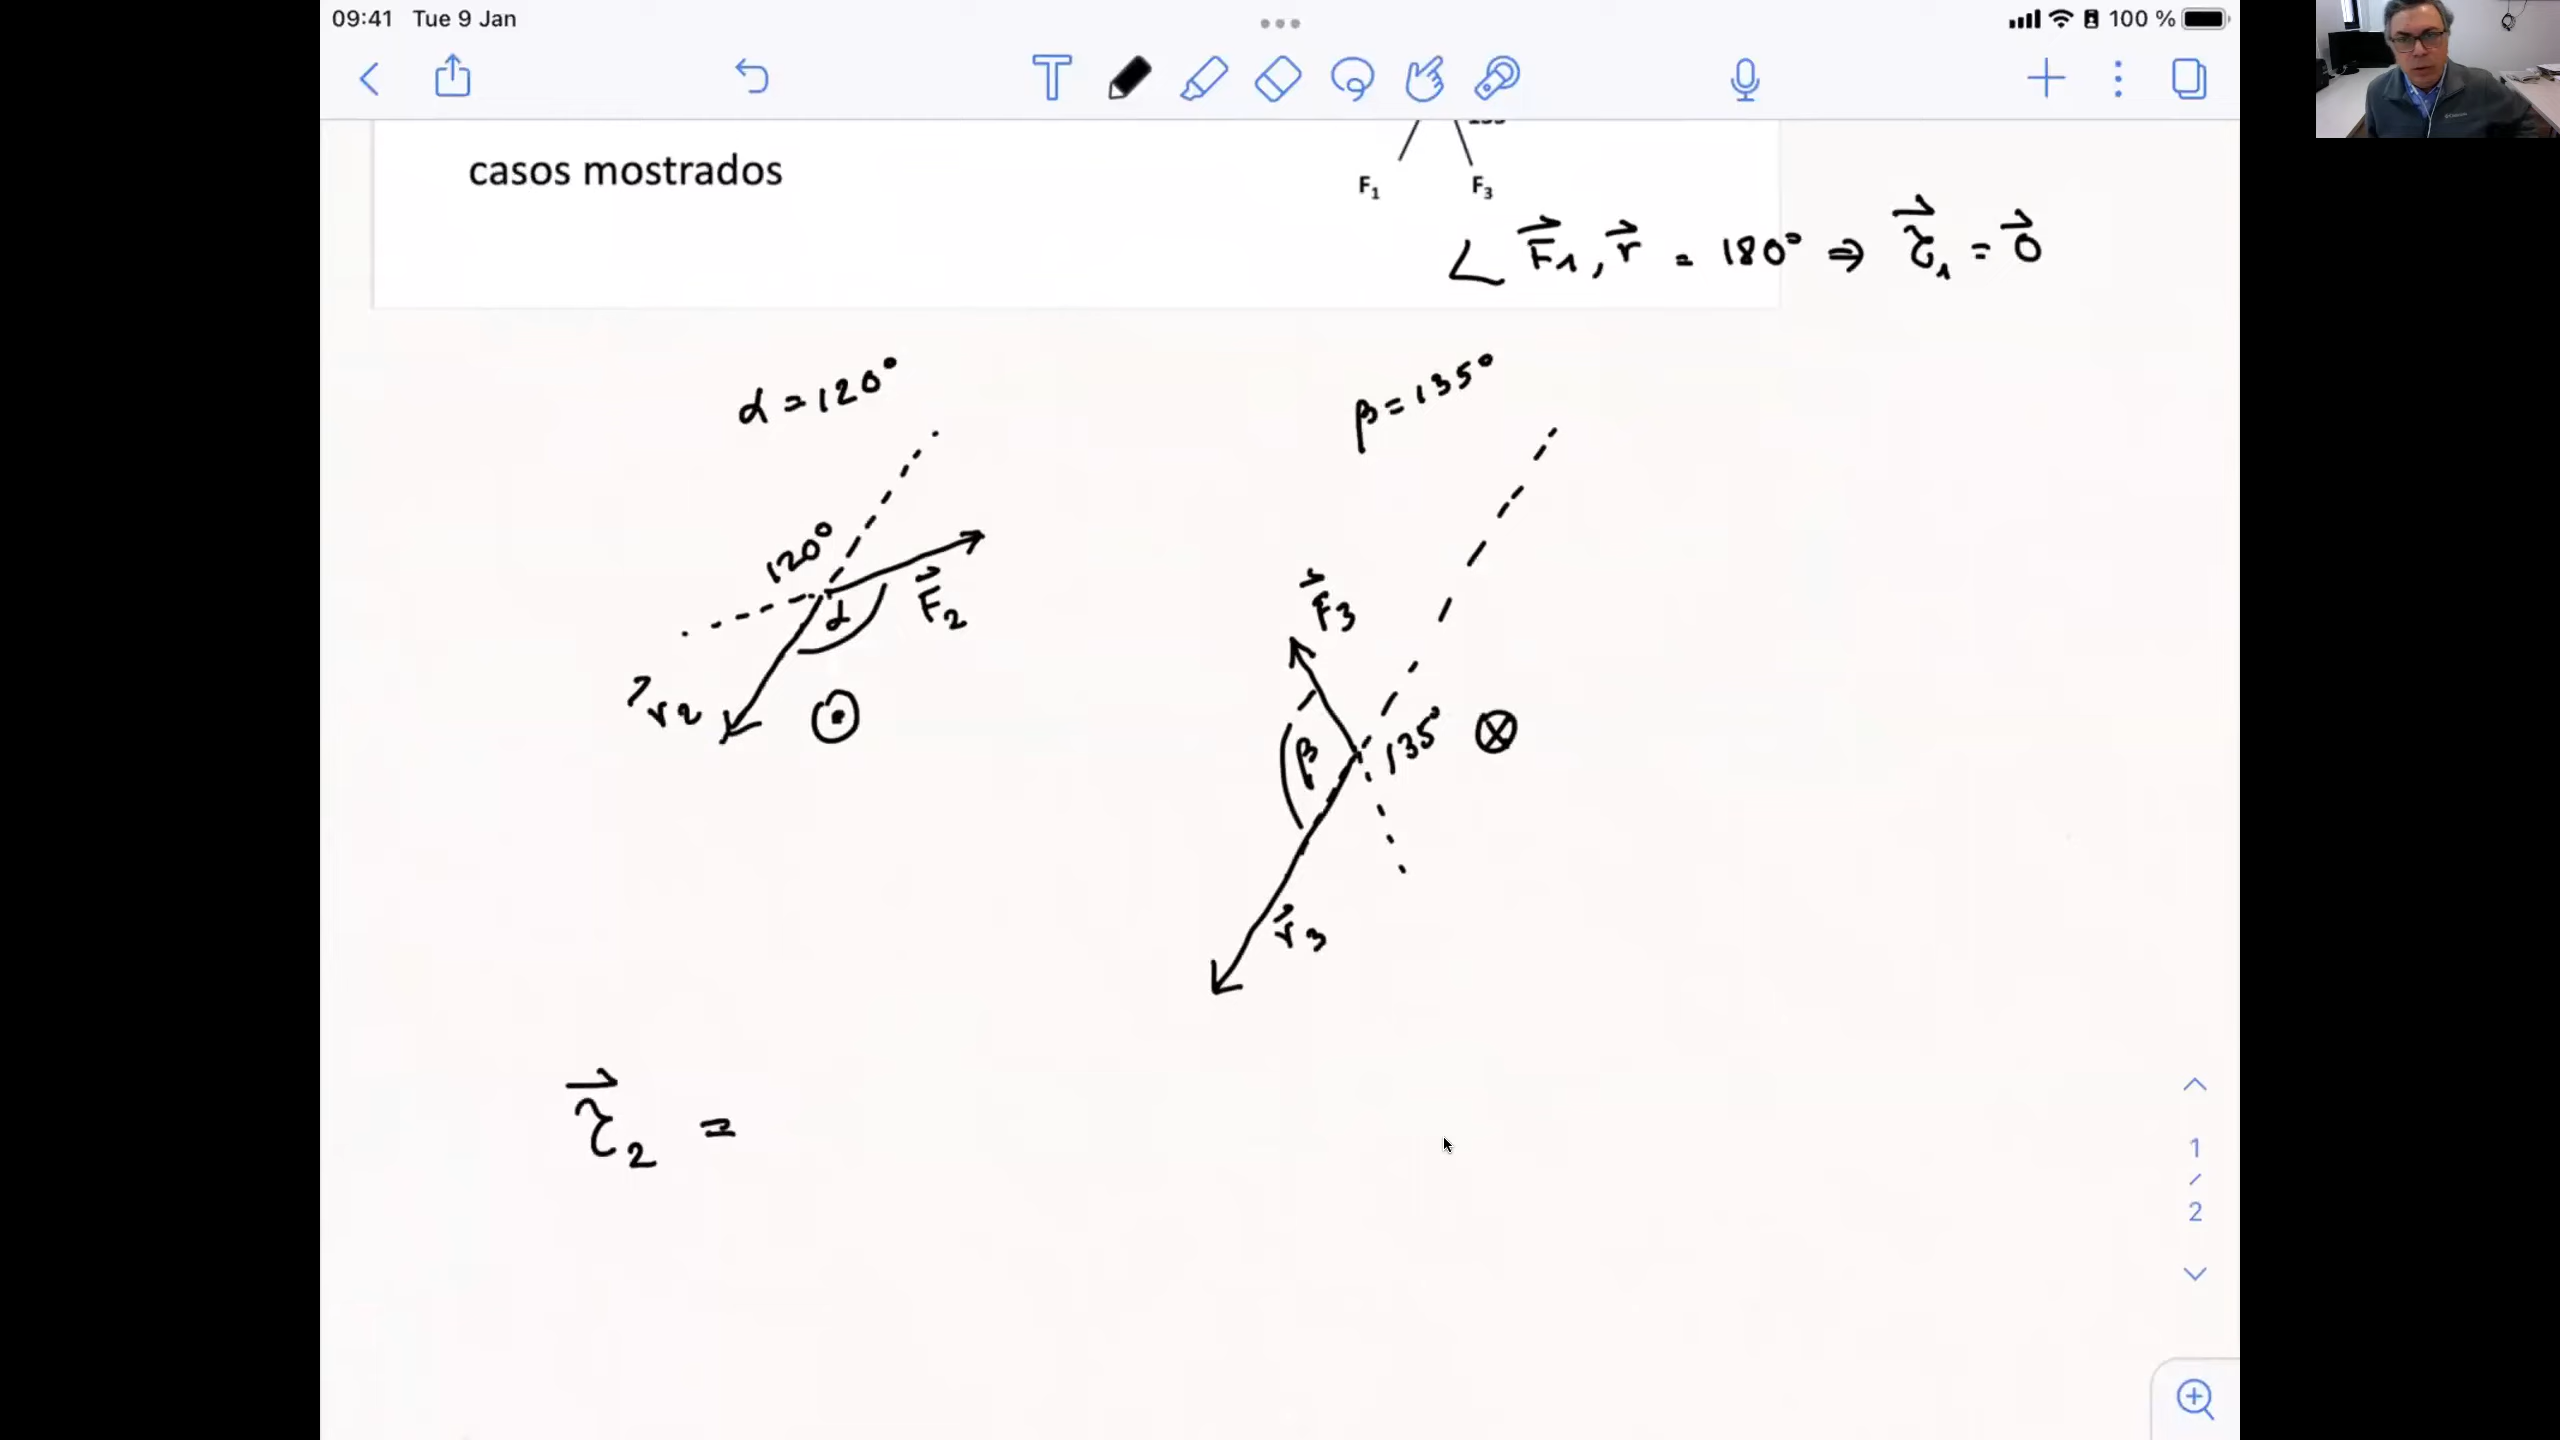 09:41 Tue 9 Jan 100 %
casos mostrados
F₁ F₃
∠ F⃗₁, r⃗ = 180° ⇒ τ⃗₁ = 0⃗
α = 120°
β = 135°
120°
α
F⃗₂
r⃗₂
F⃗₃
β
135°
r⃗₃
τ⃗₂ =
1
/
2